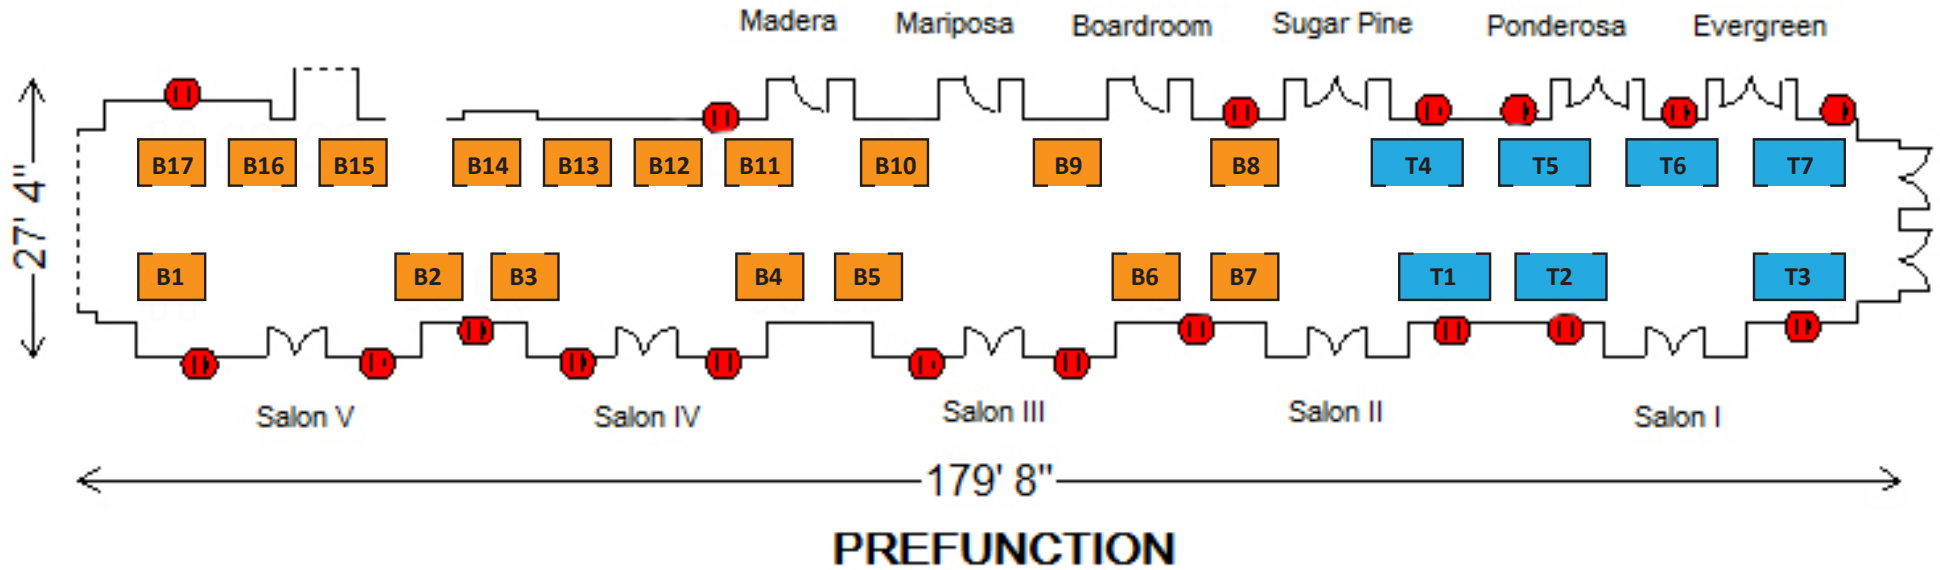 Madera Mariposa Boardroom Sugar Pine Ponderosa Evergreen
B17 B16 B15 B14 B13 B12 B11 B10 B9 B8 T4 T5 T6 T7
27' 4"
B1 B2 B3 B4 B5 B6 B7 T1 T2 T3
Salon V Salon IV Salon III Salon II Salon I
179' 8"
PREFUNCTION